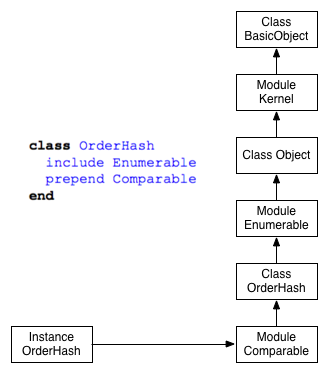 Class
BasicObject
Module
Kernel
class OrderHash
include Enumerable
prepend Comparable
end
Class Object
Module
Enumerable
Class
OrderHash
Instance
OrderHash
Module
Comparable